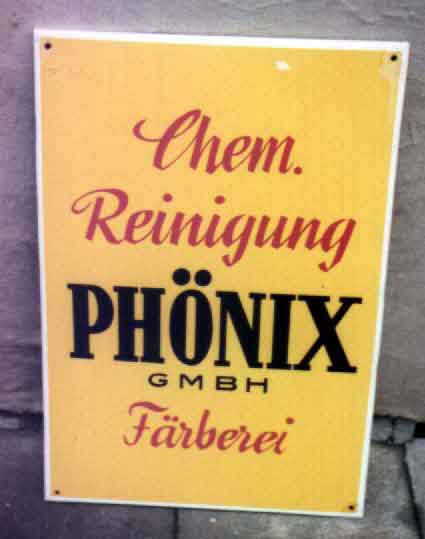 Chem.
Reinigung
PHÖNIX
GMBH
Färberei